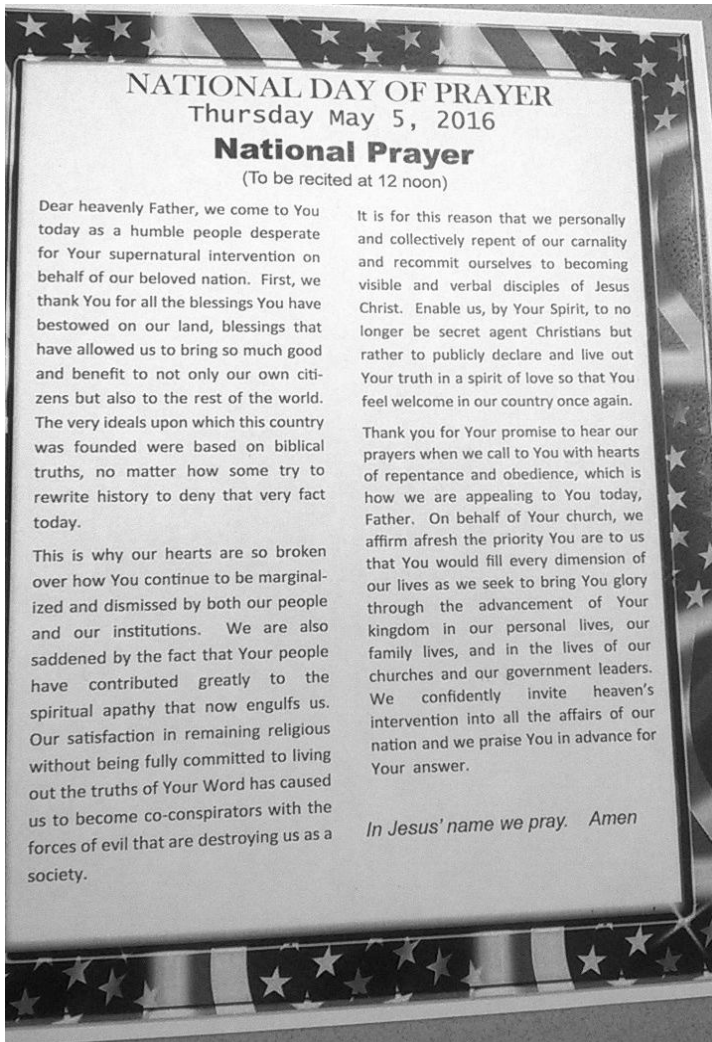 NATIONAL DAY OF PRAYER
Thursday May 5, 2016
National Prayer
(To be recited at 12 noon)
Dear heavenly Father, we come to You
today as a humble people desperate
for Your supernatural intervention on
behalf of our beloved nation. First, we
thank You for all the blessings You have
bestowed on our land, blessings that
have allowed us to bring so much good
and benefit to not only our own citi-
zens but also to the rest of the world.
The very ideals upon which this country
was founded were based on biblical
truths, no matter how some try to
rewrite history to deny that very fact
today.
This is why our hearts are so broken
over how You continue to be marginal-
ized and dismissed by both our people
and our institutions. We are also
saddened by the fact that Your people
have contributed greatly to the
spiritual apathy that now engulfs us.
Our satisfaction in remaining religious
without being fully committed to living
out the truths of Your Word has caused
us to become co-conspirators with the
forces of evil that are destroying us as a
society.
It is for this reason that we personally
and collectively repent of our carnality
and recommit ourselves to becoming
visible and verbal disciples of Jesus
Christ. Enable us, by Your Spirit, to no
longer be secret agent Christians but
rather to publicly declare and live out
Your truth in a spirit of love so that You
feel welcome in our country once again.
Thank you for Your promise to hear our
prayers when we call to You with hearts
of repentance and obedience, which is
how we are appealing to You today,
Father. On behalf of Your church, we
affirm afresh the priority You are to us
that You would fill every dimension of
our lives as we seek to bring You glory
through the advancement of Your
kingdom in our personal lives, our
family lives, and in the lives of our
churches and our government leaders.
We confidently invite heaven's
intervention into all the affairs of our
nation and we praise You in advance for
Your answer.
In Jesus' name we pray. Amen